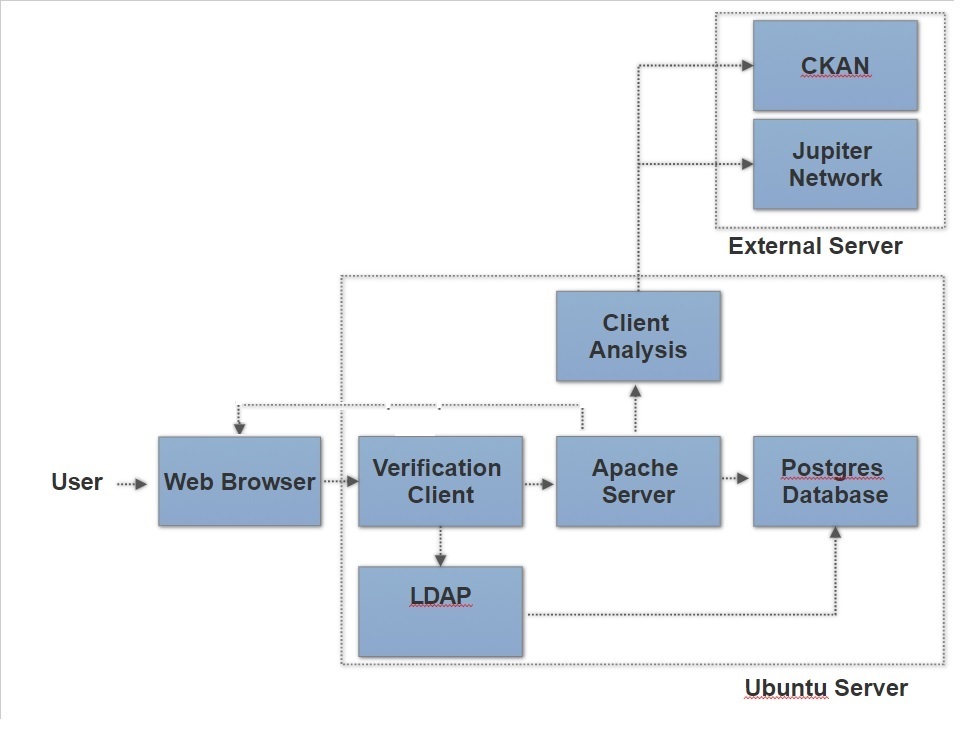 CKAN
Jupiter
Network
External Server
Client
Analysis
User
Web Browser
Verification
Client
Apache
Server
Postgres
Database
LDAP
Ubuntu Server